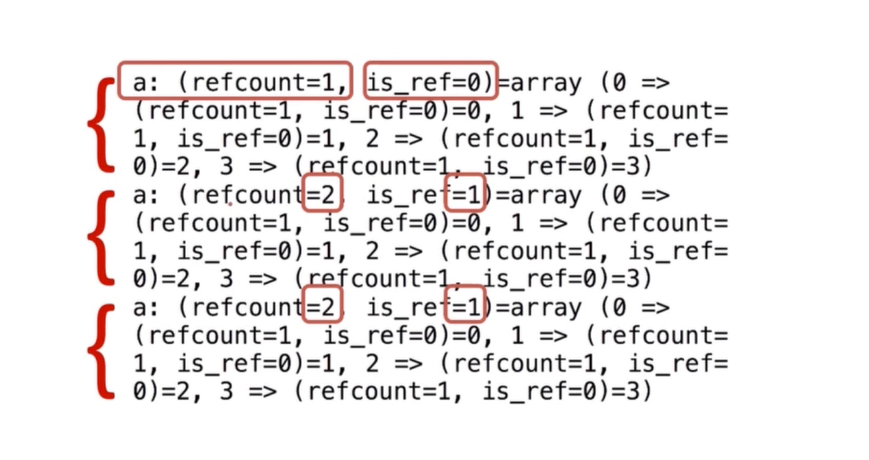 a: (refcount=1, is_ref=0)=array (0 =>
(refcount=1, is_ref=0)=0, 1 => (refcount=
1, is_ref=0)=1, 2 => (refcount=1, is_ref=
0)=2, 3 => (refcount=1, is_ref=0)=3)
a: (refcount=2, is_ref=1)=array (0 =>
(refcount=1, is_ref=0)=0, 1 => (refcount=
1, is_ref=0)=1, 2 => (refcount=1, is_ref=
0)=2, 3 => (refcount=1, is_ref=0)=3)
a: (refcount=2, is_ref=1)=array (0 =>
(refcount=1, is_ref=0)=0, 1 => (refcount=
1, is_ref=0)=1, 2 => (refcount=1, is_ref=
0)=2, 3 => (refcount=1, is_ref=0)=3)